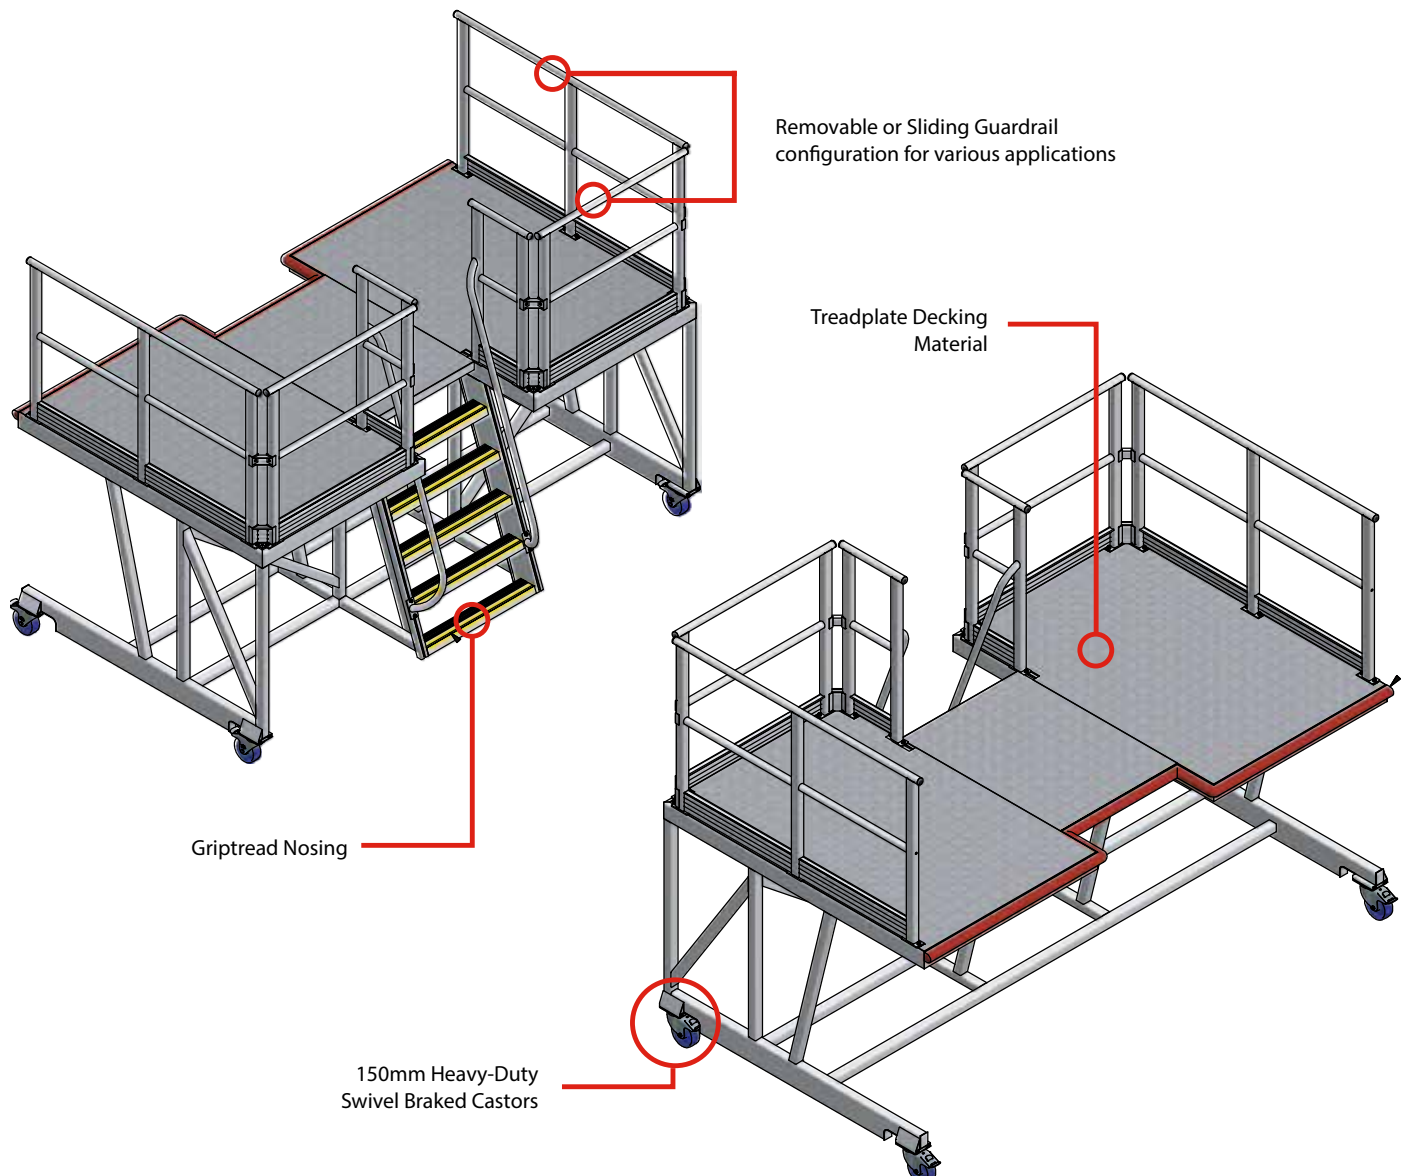 Removable or Sliding Guardrail
configuration for various applications
Treadplate Decking
Material
Griptread Nosing
150mm Heavy-Duty
Swivel Braked Castors